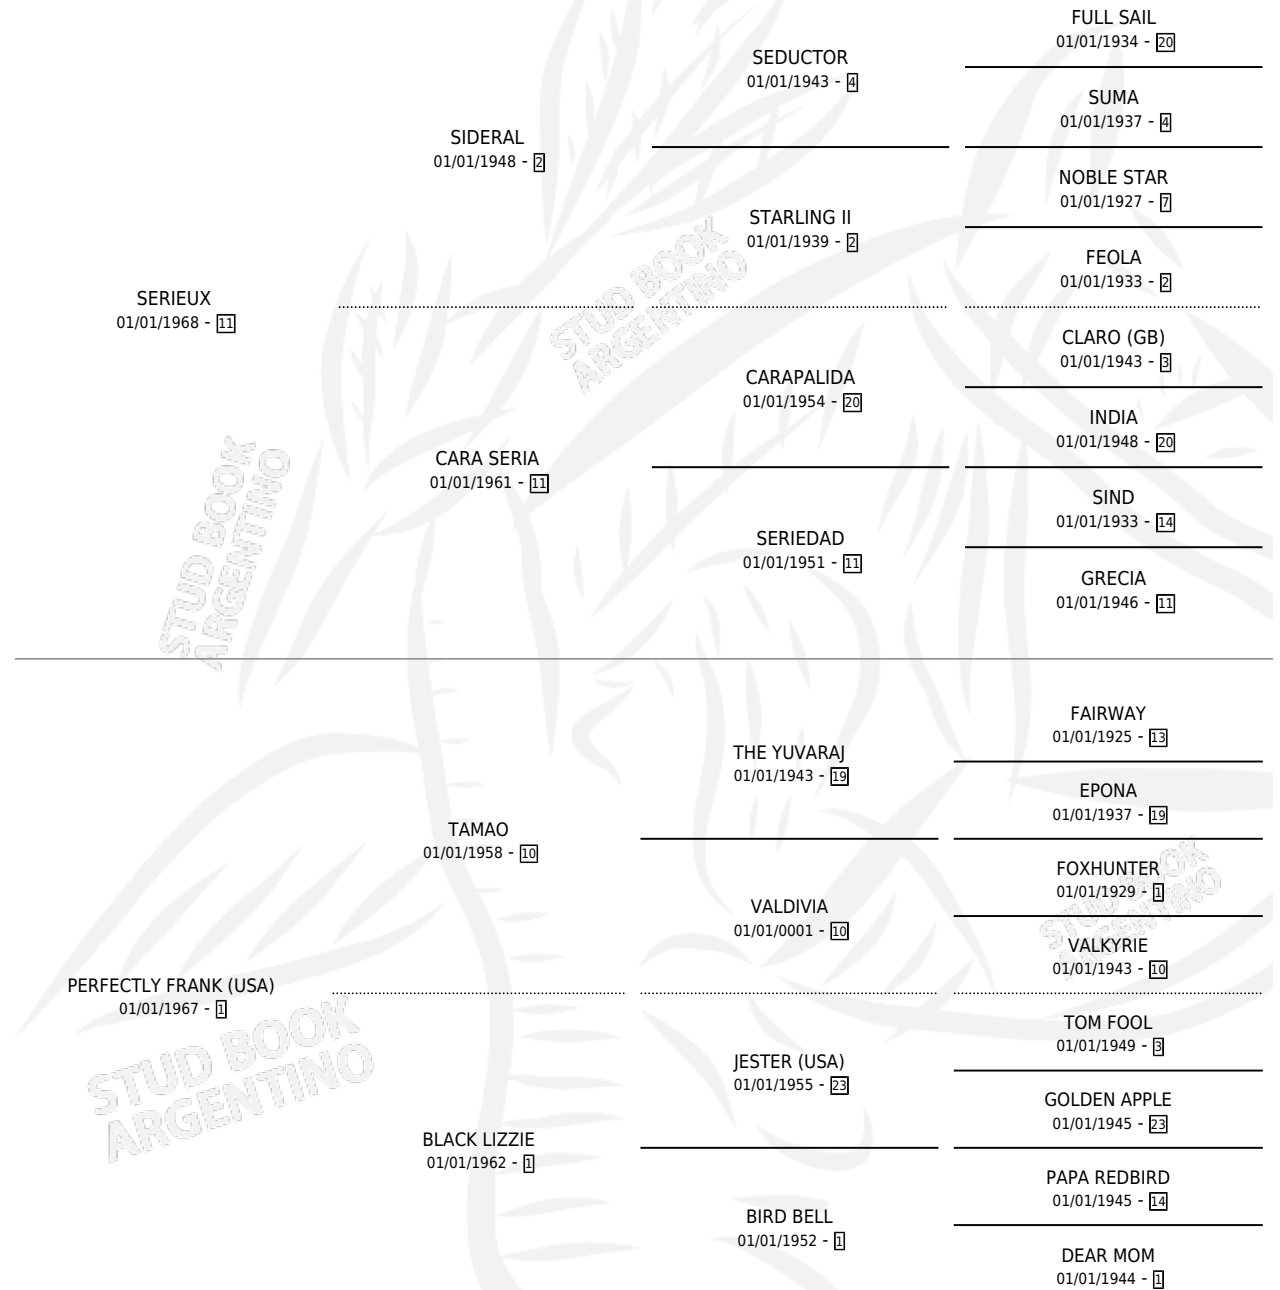 FULL SAIL
01/01/1934 - 20
SEDUCTOR
01/01/1943 - 4
SUMA
01/01/1937 - 4
SIDERAL
01/01/1948 - 2
NOBLE STAR
01/01/1927 - 7
STARLING II
01/01/1939 - 2
FEOLA
01/01/1933 - 2
SERIEUX
01/01/1968 - 11
CLARO (GB)
01/01/1943 - 3
CARAPALIDA
01/01/1954 - 20
INDIA
01/01/1948 - 20
CARA SERIA
01/01/1961 - 11
SIND
01/01/1933 - 14
SERIEDAD
01/01/1951 - 11
GRECIA
01/01/1946 - 11
FAIRWAY
01/01/1925 - 13
THE YUVARAJ
01/01/1943 - 19
EPONA
01/01/1937 - 19
TAMAO
01/01/1958 - 10
FOXHUNTER
01/01/1929 - 1
VALDIVIA
01/01/0001 - 10
VALKYRIE
01/01/1943 - 10
PERFECTLY FRANK (USA)
01/01/1967 - 1
TOM FOOL
01/01/1949 - 3
JESTER (USA)
01/01/1955 - 23
GOLDEN APPLE
01/01/1945 - 23
BLACK LIZZIE
01/01/1962 - 1
PAPA REDBIRD
01/01/1945 - 14
BIRD BELL
01/01/1952 - 1
DEAR MOM
01/01/1944 - 1
STUD BOOK
ARGENTINO
STUD BOOK
ARGENTINO
STUD BOOK
ARGENTINO
STUD BOOK
ARGENTINO